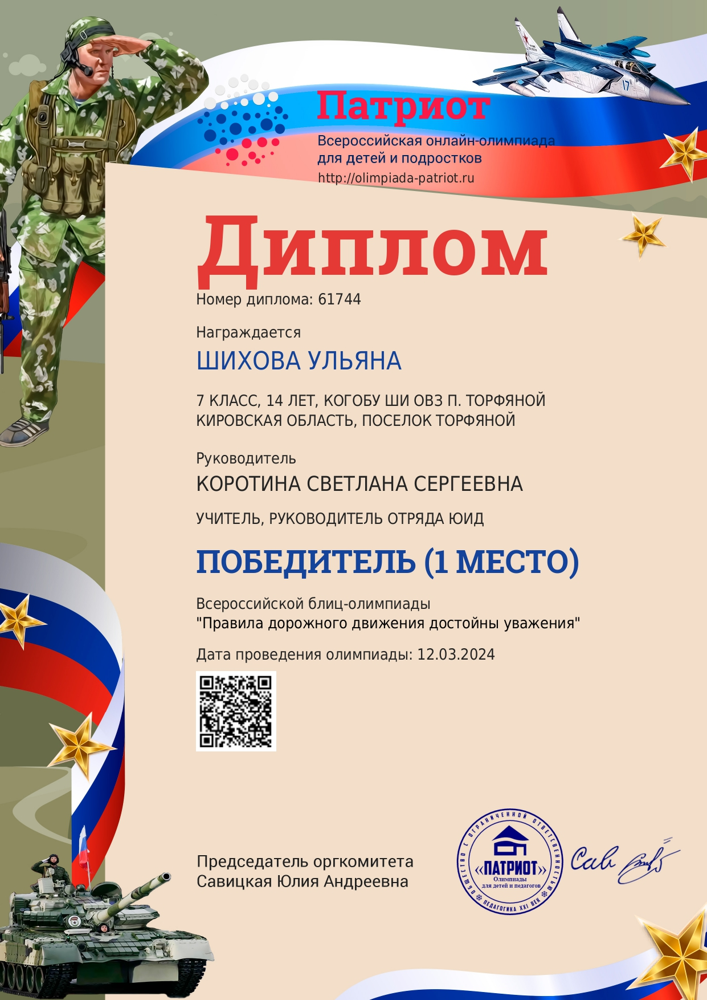 Патриот
Всероссийская онлайн-олимпиада
для детей и подростков
http://olimpiada-patriot.ru
17
Диплом
Номер диплома: 61744
Награждается
ШИХОВА УЛЬЯНА
7 КЛАСС, 14 ЛЕТ, КОГОБУ ШИ ОВЗ П. ТОРФЯНОЙ
КИРОВСКАЯ ОБЛАСТЬ, ПОСЕЛОК ТОРФЯНОЙ
Руководитель
КОРОТИНА СВЕТЛАНА СЕРГЕЕВНА
УЧИТЕЛЬ, РУКОВОДИТЕЛЬ ОТРЯДА ЮИД
ПОБЕДИТЕЛЬ (1 МЕСТО)
Всероссийской блиц-олимпиады
"Правила дорожного движения достойны уважения"
Дата проведения олимпиады: 12.03.2024
Председатель оргкомитета
Савицкая Юлия Андреевна
ОБЩЕСТВО С ОГРАНИЧЕННОЙ ОТВЕТСТВЕННОСТЬЮ
«ПАТРИОТ»
Олимпиады
для детей и педагогов
ПЕДАГОГИКА XXI ВЕК